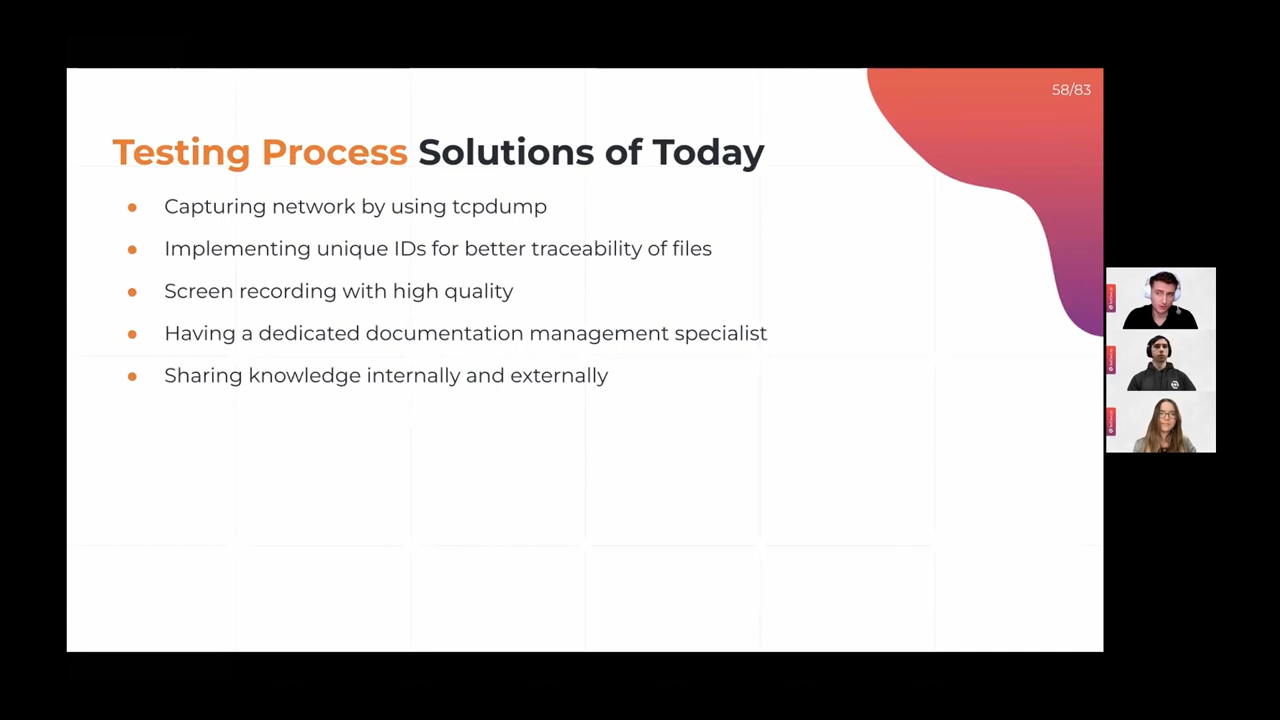 58/83
Testing Process Solutions of Today
● Capturing network by using tcpdump
● Implementing unique IDs for better traceability of files
● Screen recording with high quality
● Having a dedicated documentation management specialist
● Sharing knowledge internally and externally